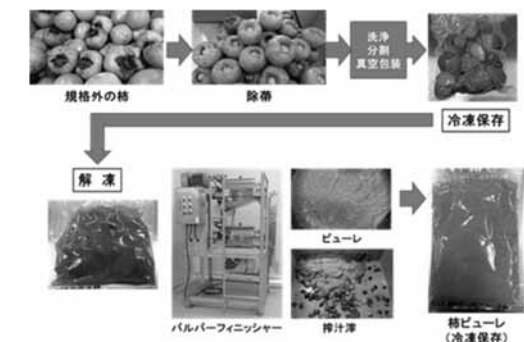 規格外の柿
除蔕
洗浄
分割
真空包装
冷凍保存
解凍
パルパーフィニッシャー
ピューレ
搾汁滓
柿ピューレ
(冷凍保存)